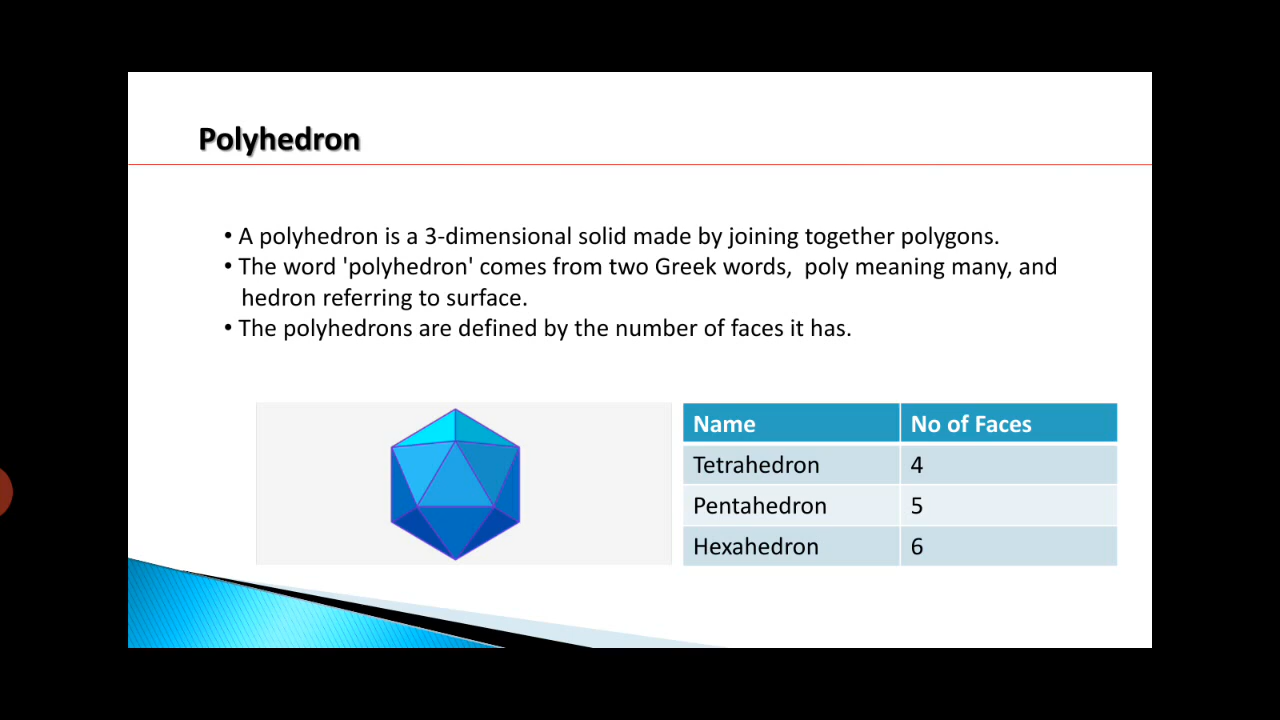 Polyhedron
• A polyhedron is a 3-dimensional solid made by joining together polygons.
• The word 'polyhedron' comes from two Greek words,  poly meaning many, and
hedron referring to surface.
• The polyhedrons are defined by the number of faces it has.
Name No of Faces
Tetrahedron 4
Pentahedron 5
Hexahedron 6